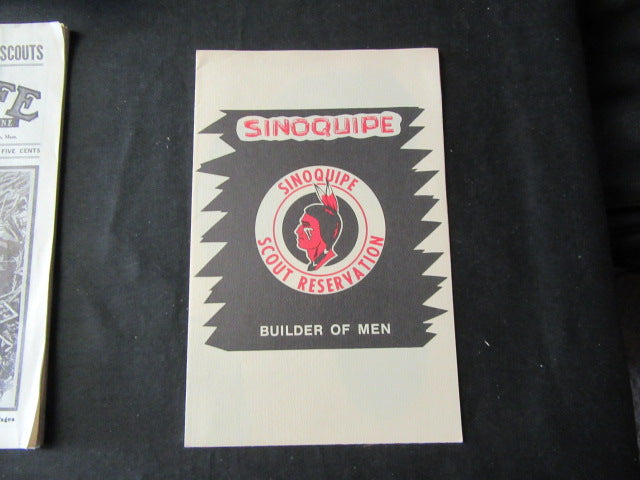 SCOUTS
FIVE CENTS
SINOQUIPE
SINOQUIPE
SCOUT RESERVATION
BUILDER OF MEN